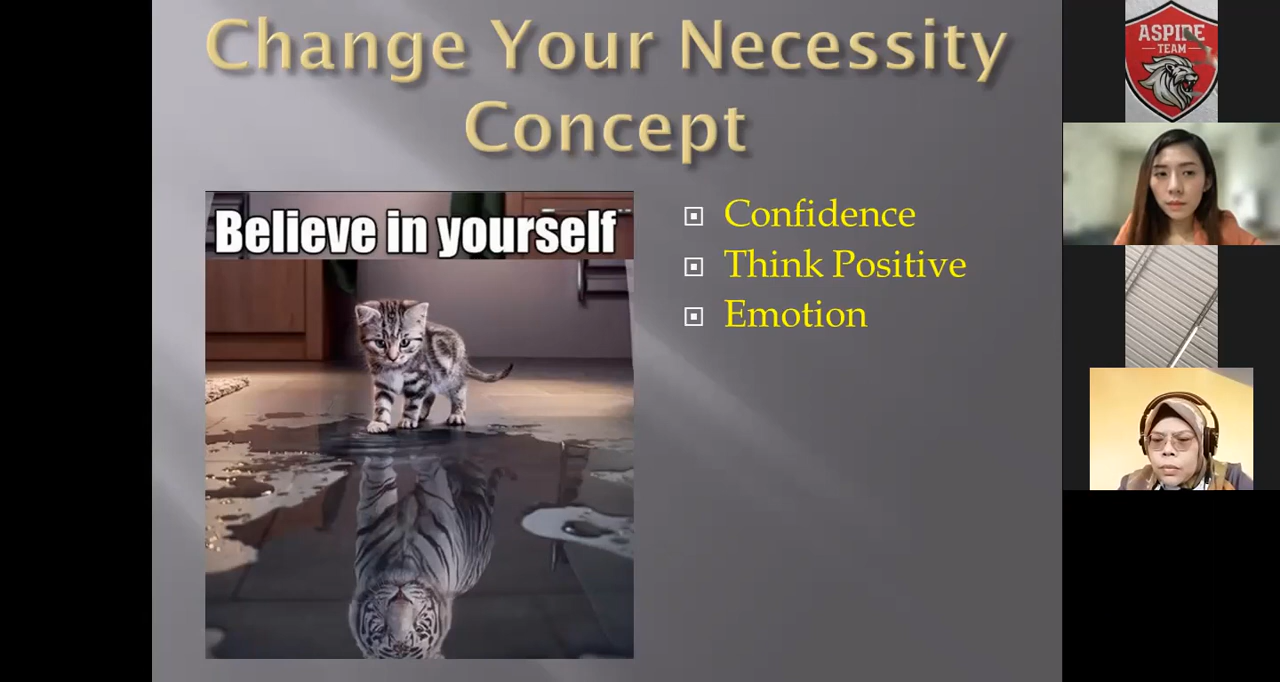 Change Your Necessity
Concept
Believe in yourself
Confidence
Think Positive
Emotion
ASPIRE
TEAM